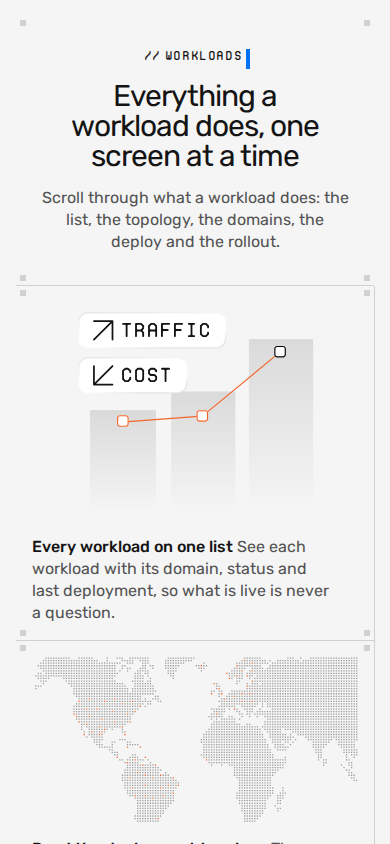 // WORKLOADS
Everything a
workload does, one
screen at a time
Scroll through what a workload does: the
list, the topology, the domains, the
deploy and the rollout.
TRAFFIC
COST
Every workload on one list See each
workload with its domain, status and
last deployment, so what is live is never
a question.